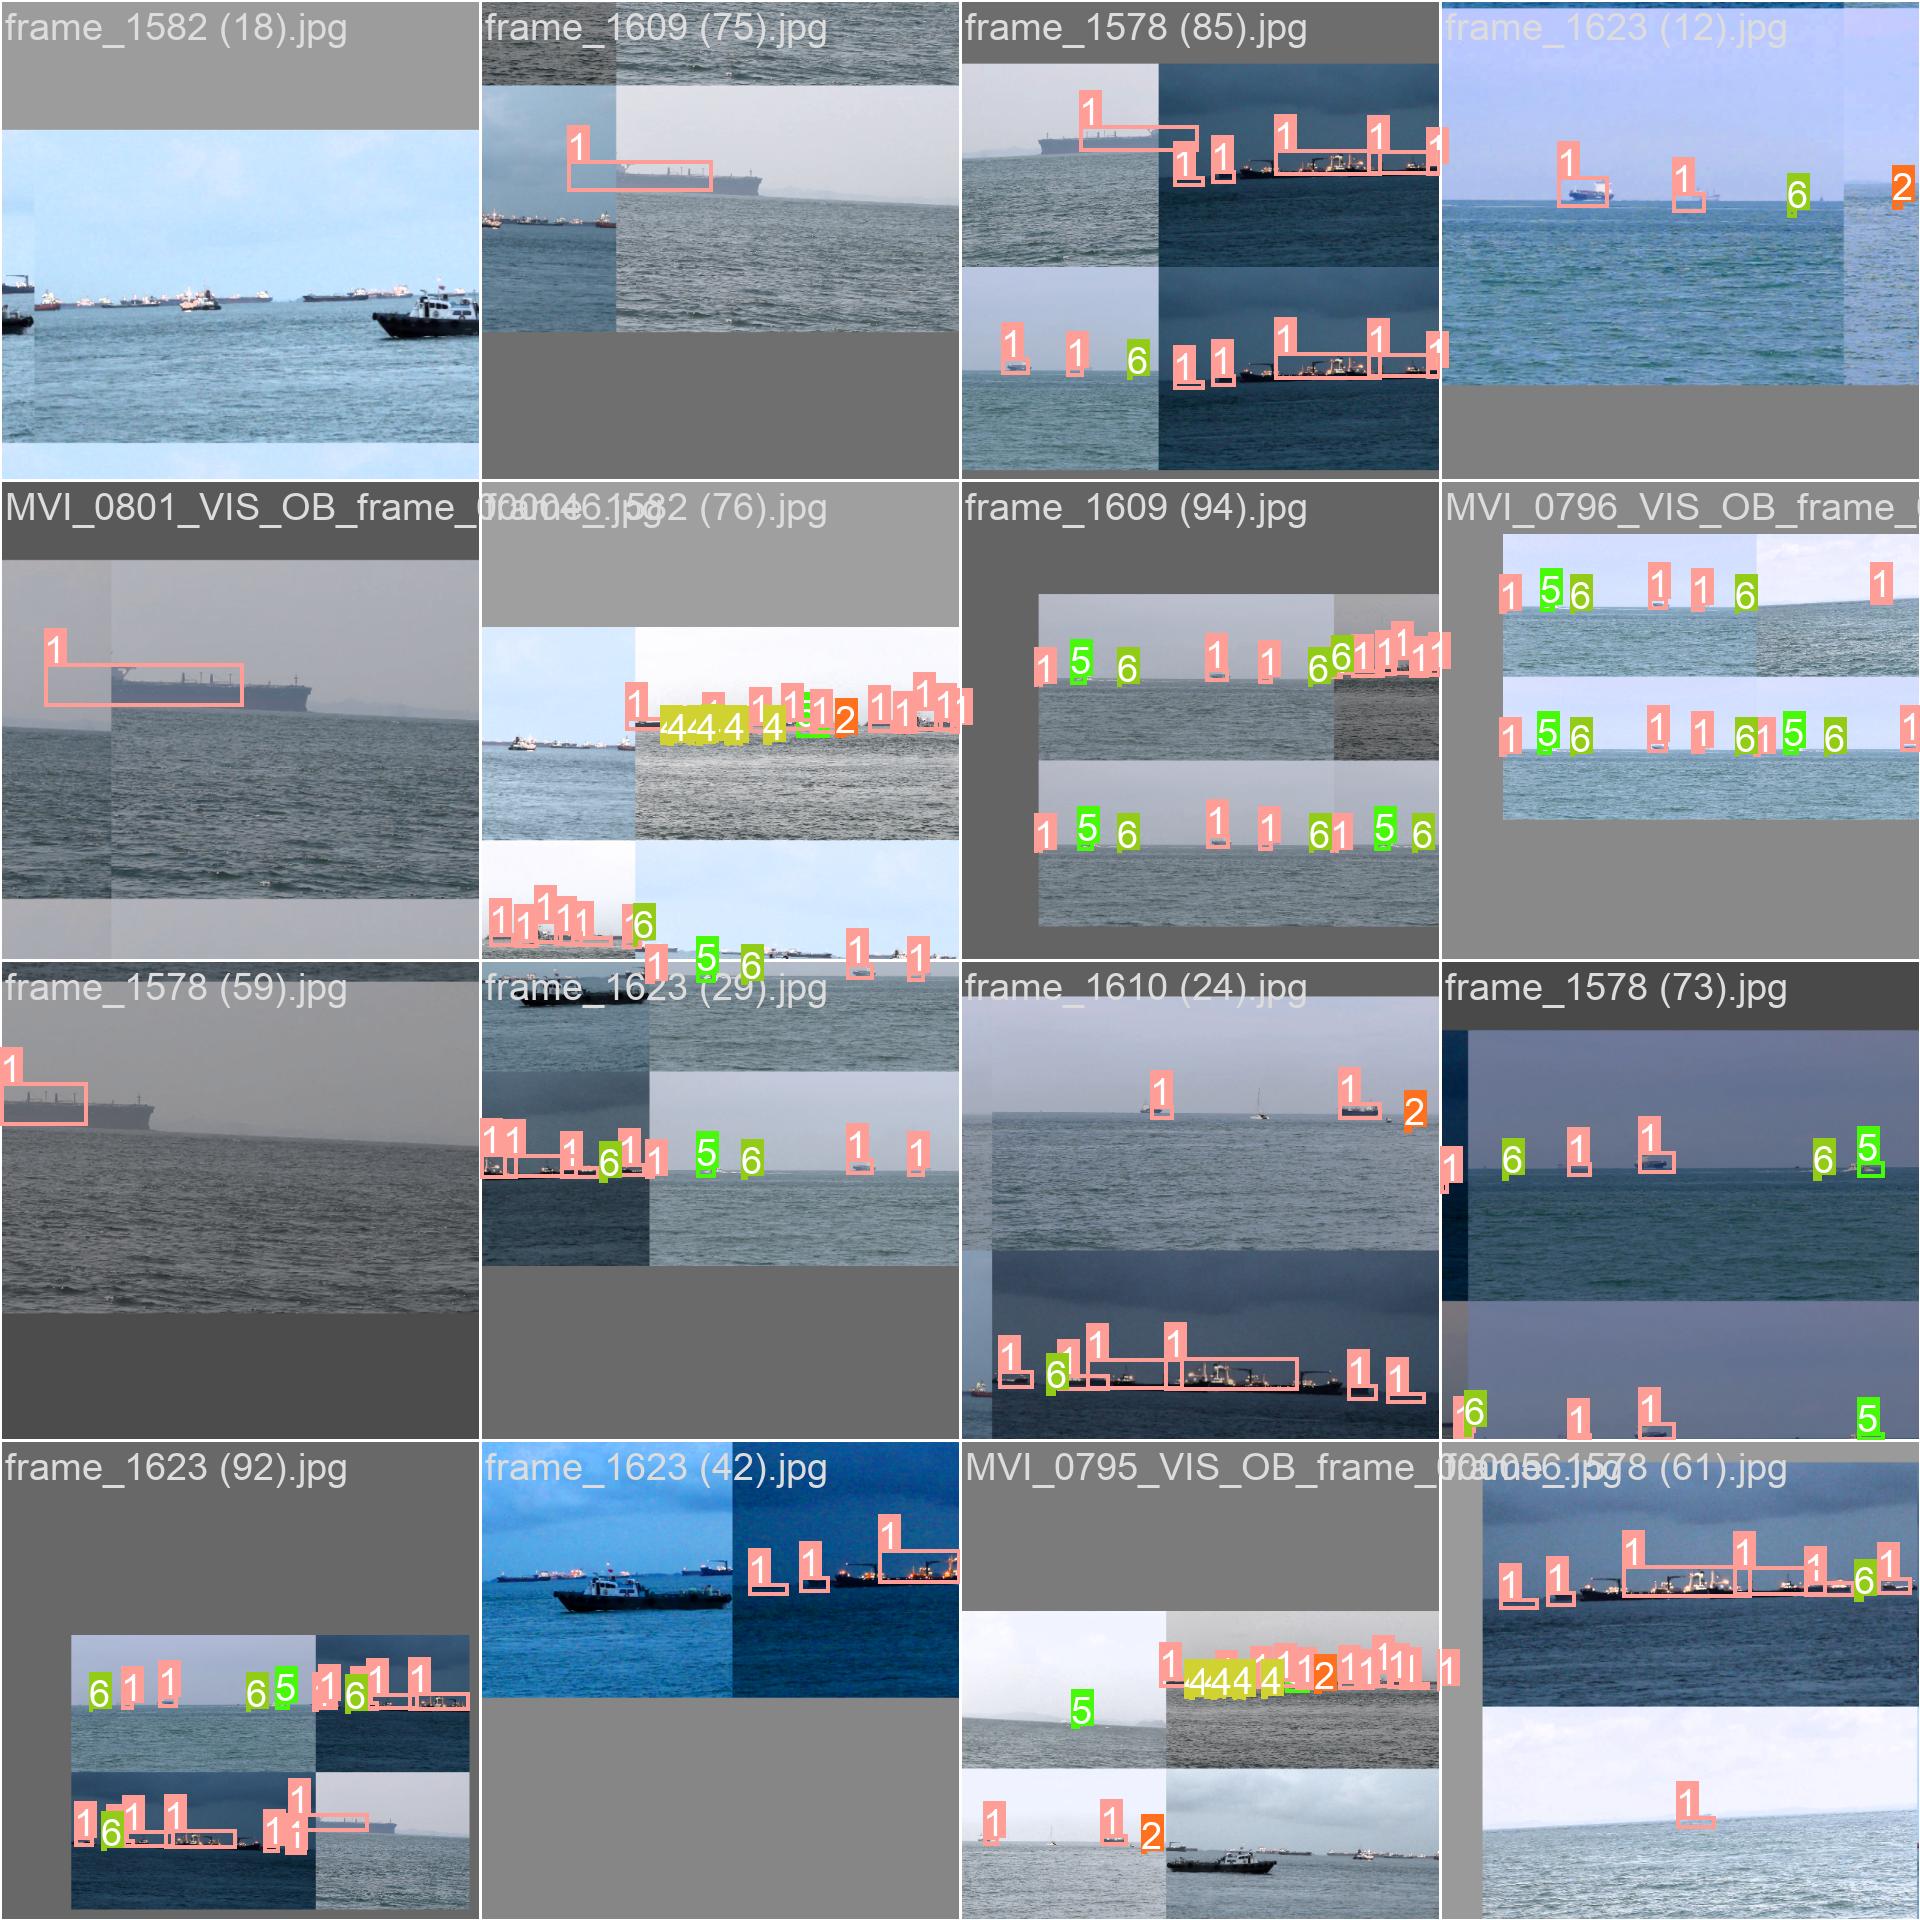 frame_1582 (18).jpg
frame_1609 (75).jpg
frame_1578 (85).jpg
frame_1623 (12).jpg
1
1
1 1 1 1 1
1 1 6 2
1 1 6 1 1 1 1 1
MVI_0801_VIS_OB_frame_
(76).jpg
frame_1609 (94).jpg
MVI_0796_VIS_OB_frame_
1
1 4 4 4 4 1 1 1 2 1 1 1 1 1
1 5 6 1 1 6 6 1 1 1 1 1
1 5 6 1 1 6 1
1 5 6 1 1 6 1 5 6
1 5 6 1 1 6 1 5 6 1
1 1 1 1 1 1 6
1 5 6 1 1
frame_1578 (59).jpg
frame_1623 (29).jpg
frame_1610 (24).jpg
frame_1578 (73).jpg
1
1 1 1 6 1 1 5 6 1 1
1 1 2
1 6 1 1 6 5
1 6 1 1 1 1 1
1 6 1 1 5
frame_1623 (92).jpg
frame_1623 (42).jpg
MVI_0795_VIS_OB_frame_
1578 (61).jpg
6 1 1 6 5 1 6 1 1
1 1 1
5 1 4 4 4 4 1 1 2 1 1 1 1 1
1 1 1 1 1 6 1
1 6 1 1 1 1 1
1 1 2
1